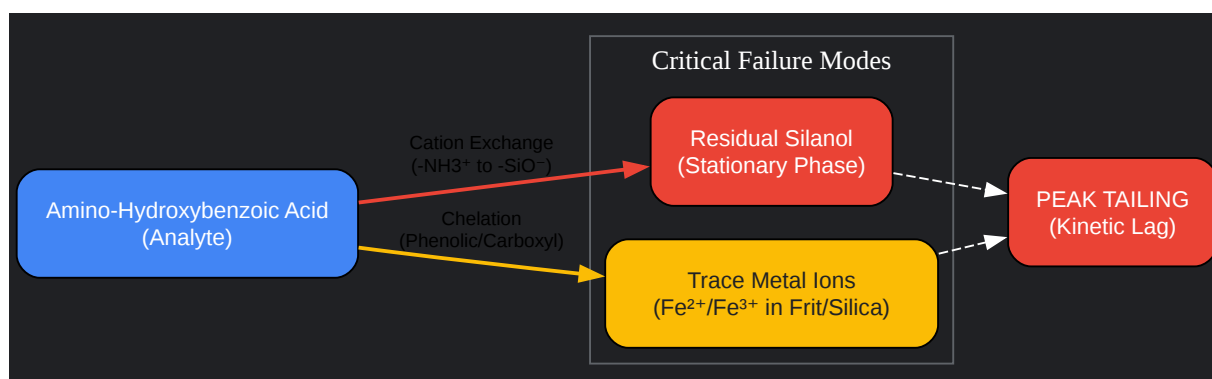 Critical Failure Modes
Cation Exchange
(-NH3⁺ to -SiO⁻)
Residual Silanol
(Stationary Phase)
Amino-Hydroxybenzoic Acid
(Analyte)
PEAK TAILING
(Kinetic Lag)
Chelation
(Phenolic/Carboxyl)
Trace Metal Ions
(Fe²⁺/Fe³⁺ in Frit/Silica)